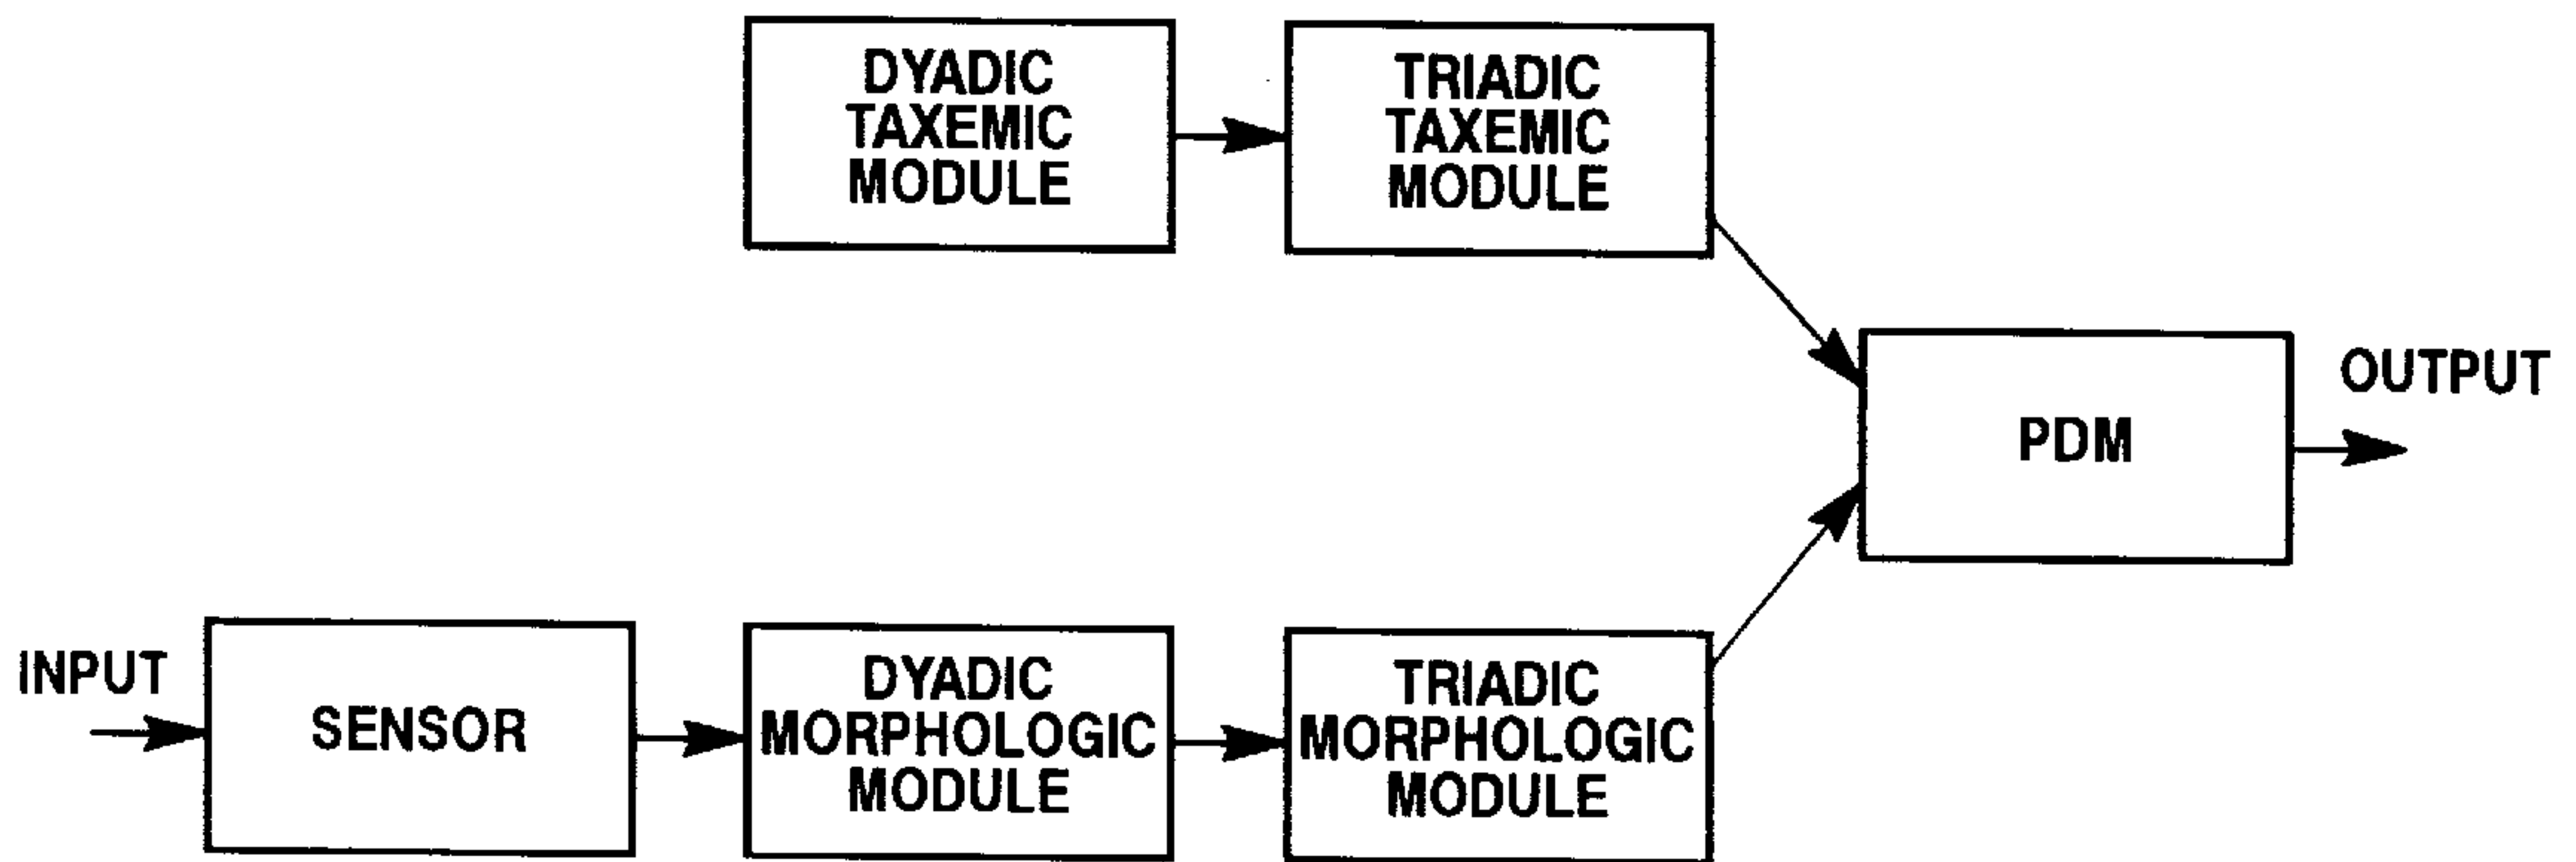 DYADIC
TAXEMIC
MODULE
TRIADIC
TAXEMIC
MODULE
PDM
OUTPUT
INPUT
SENSOR
DYADIC
MORPHOLOGIC
MODULE
TRIADIC
MORPHOLOGIC
MODULE